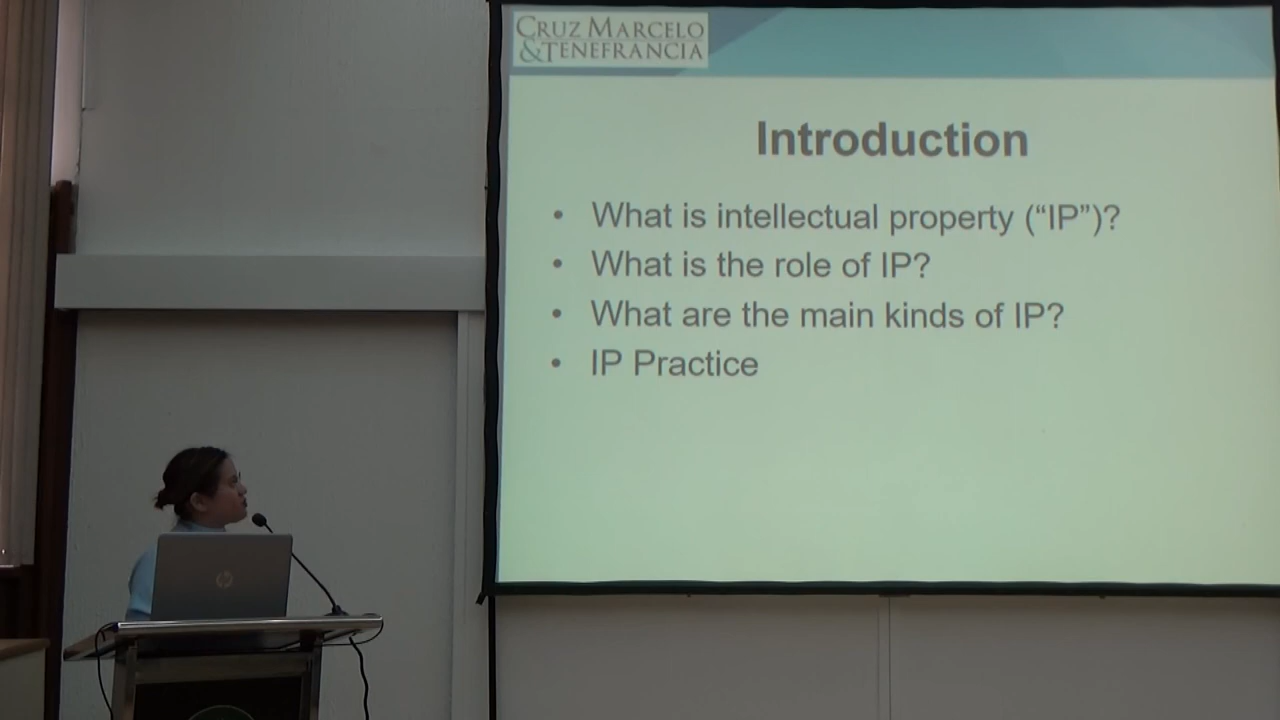 CRUZ MARCELO
&TENEFRANCIA
Introduction
• What is intellectual property (“IP”)?
• What is the role of IP?
• What are the main kinds of IP?
• IP Practice
hp